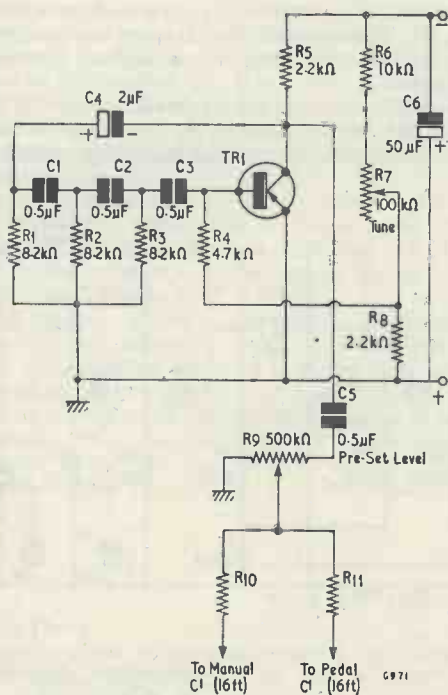 R5
2.2kΩ
R6
10kΩ
C4
2μF
+
-
C6
50μF
+
TR1
C1
0.5μF
C2
0.5μF
C3
0.5μF
R7
100kΩ
Tune
R1
8.2kΩ
R2
8.2kΩ
R3
8.2kΩ
R4
4.7kΩ
R8
2.2kΩ
+
C5
0.5μF
R9 500kΩ
Pre-Set Level
R10
R11
To Manual
C¹ (16ft)
To Pedal
C¹ (16ft)
G971